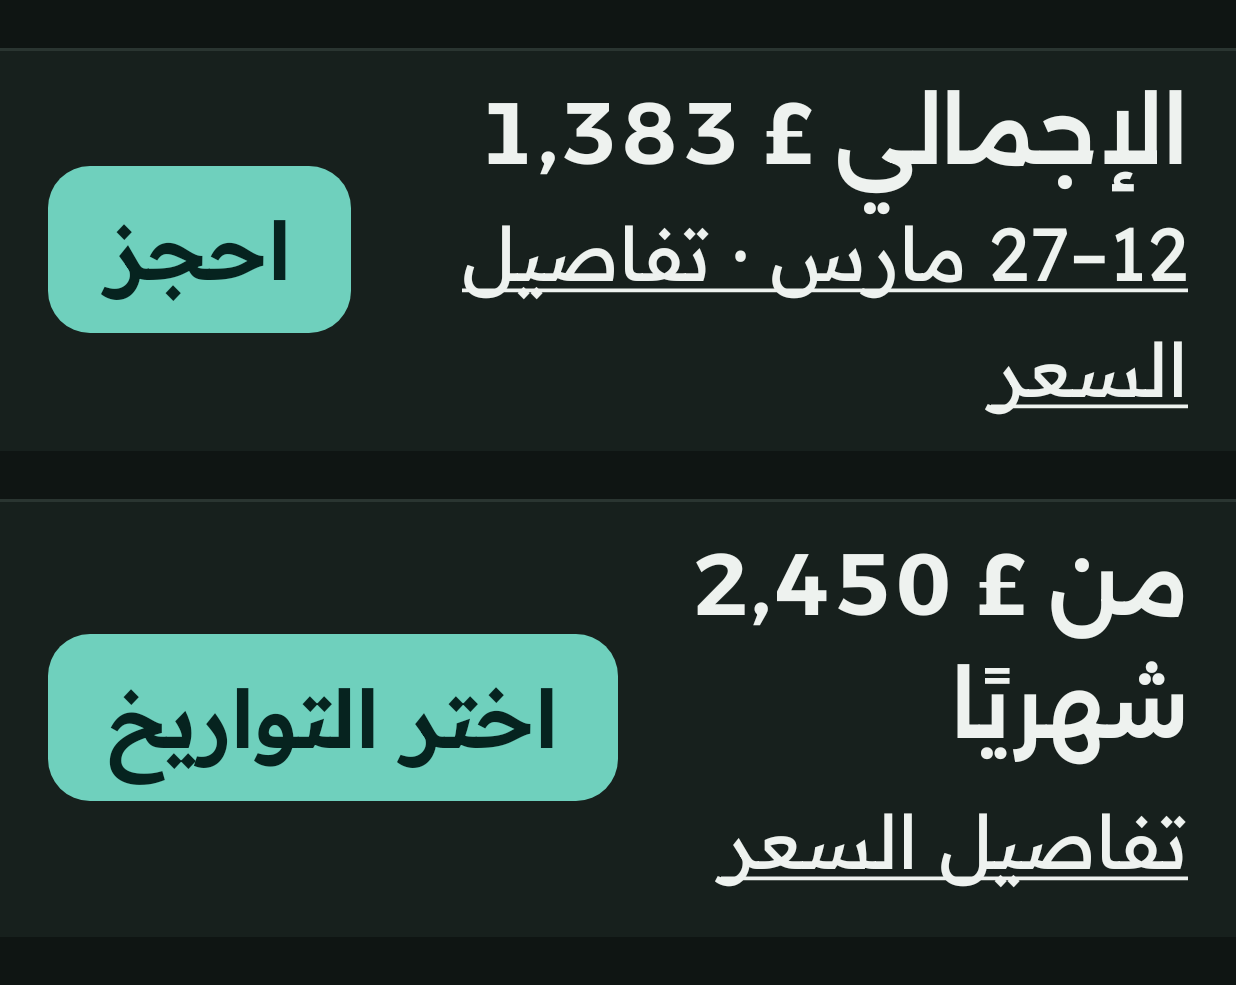 الإجمالي £ 1,383
12–27 مارس · تفاصيل
السعر
احجز
من £ 2,450
شهريًا
تفاصيل السعر
اختر التواريخ